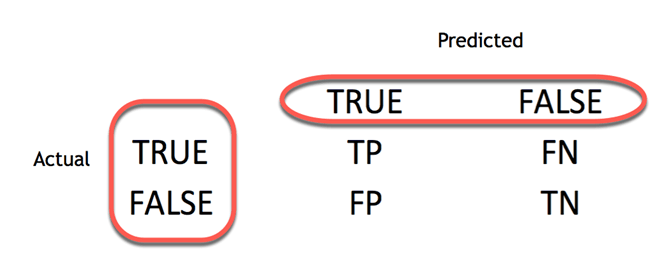 Predicted
TRUE FALSE
Actual TRUE TP FN
FALSE FP TN